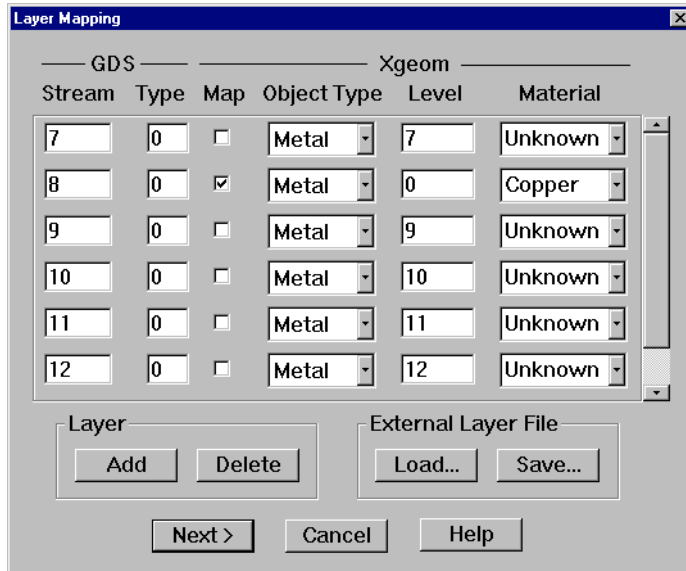 Layer Mapping
GDS Xgeom
Stream Type Map Object Type Level Material
7 0 Metal 7 Unknown
8 0 Metal 0 Copper
9 0 Metal 9 Unknown
10 0 Metal 10 Unknown
11 0 Metal 11 Unknown
12 0 Metal 12 Unknown
Layer External Layer File
Add Delete Load... Save...
Next > Cancel Help